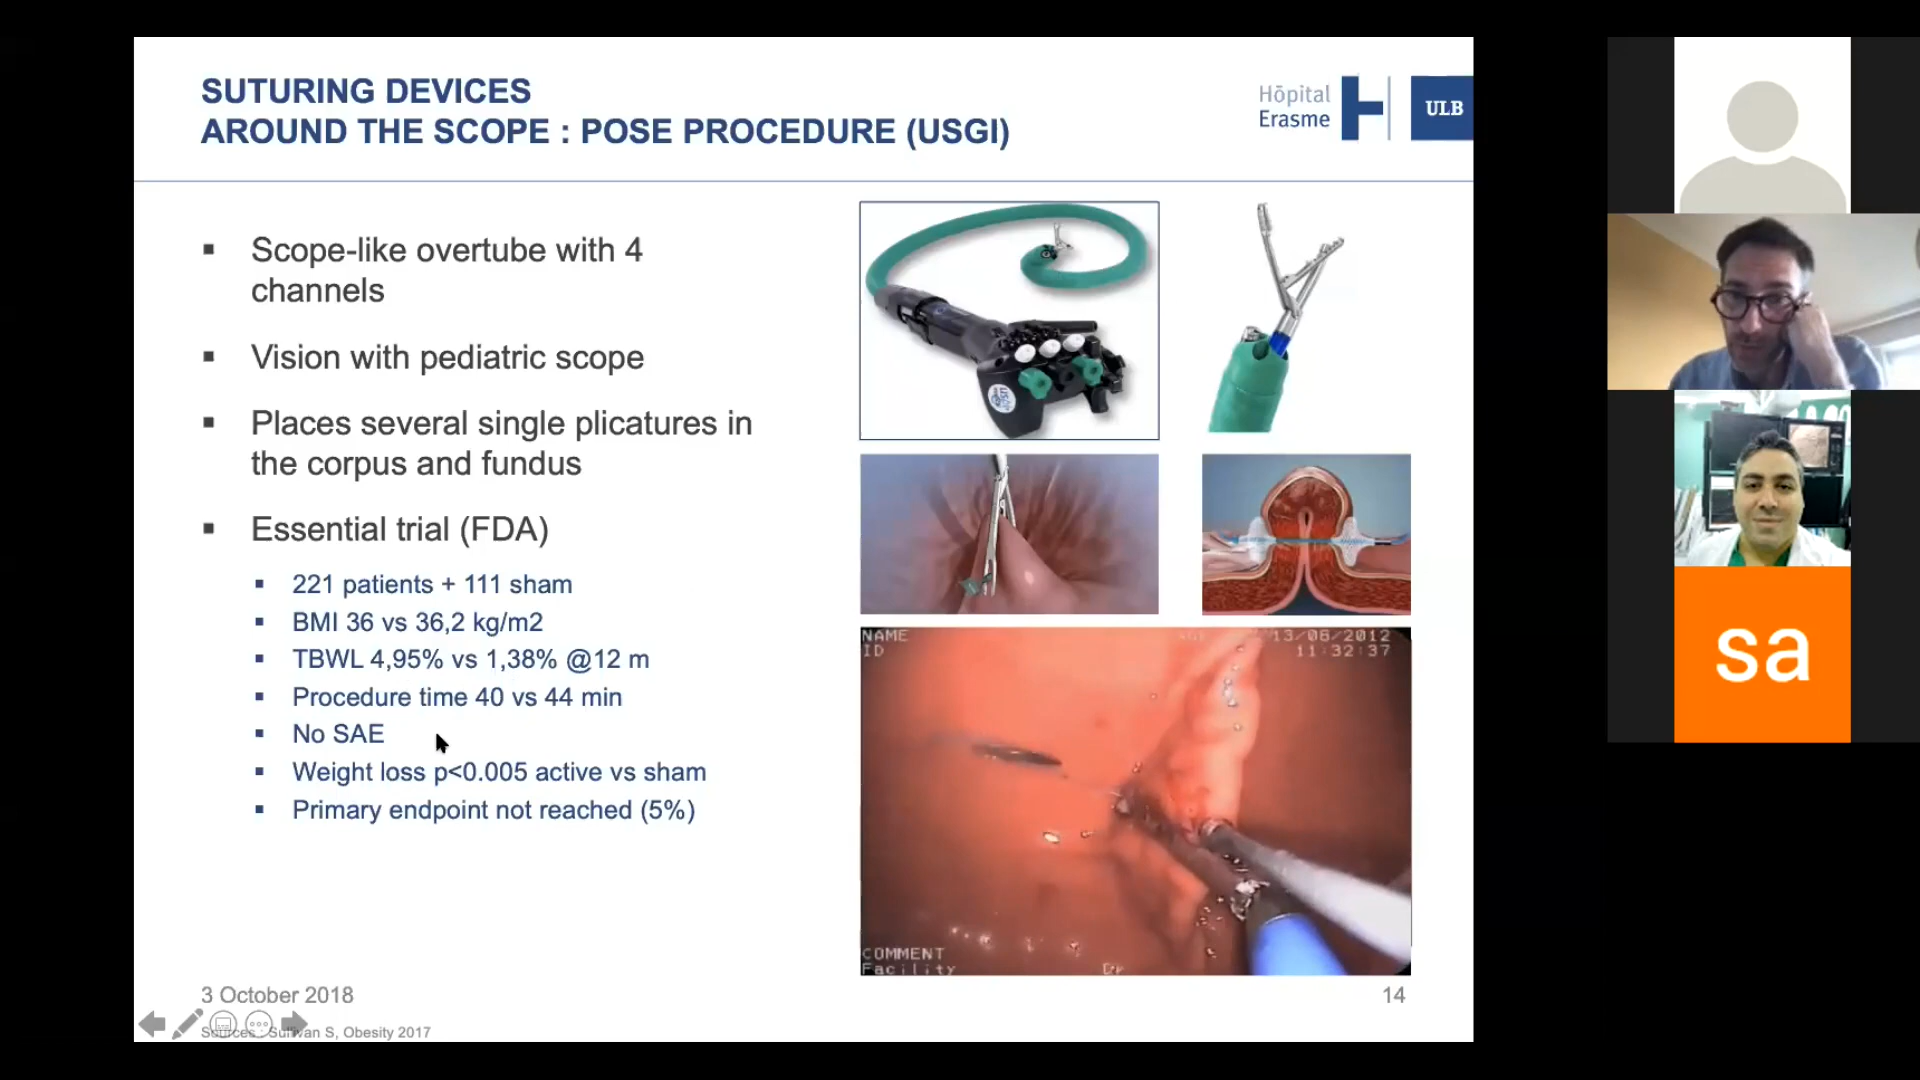 SUTURING DEVICES
AROUND THE SCOPE : POSE PROCEDURE (USGI)
Hôpital
Erasme
ULB
▪ Scope-like overtube with 4
channels
▪ Vision with pediatric scope
▪ Places several single plicatures in
the corpus and fundus
▪ Essential trial (FDA)
▪ 221 patients + 111 sham
▪ BMI 36 vs 36,2 kg/m2
▪ TBWL 4,95% vs 1,38% @12 m
▪ Procedure time 40 vs 44 min
▪ No SAE
▪ Weight loss p<0.005 active vs sham
▪ Primary endpoint not reached (5%)
NAME
ID
13/06/2012
11:32:37
COMMENT
Facility
Dr
3 October 2018
14
Sources : Sullivan S, Obesity 2017
sa